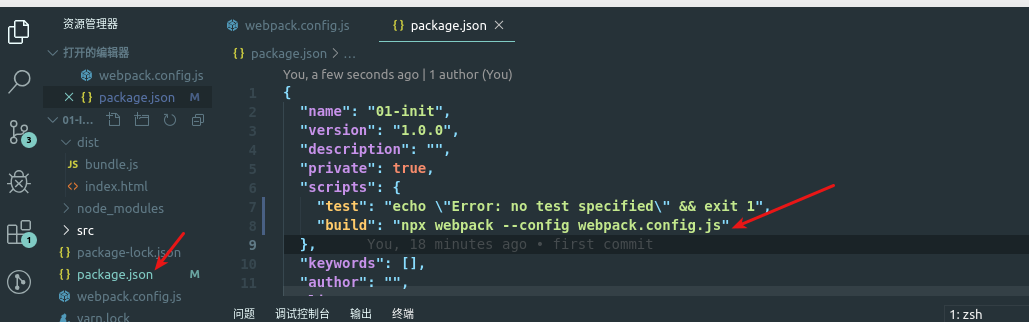 资源管理器
webpack.config.js
package.json
打开的编辑器
package.json > …
webpack.config.js
You, a few seconds ago | 1 author (You)
package.json M
1 {
01-I...
2 "name": "01-init",
3 "version": "1.0.0",
dist
4 "description": "",
JS bundle.js
5 "private": true,
index.html
6 "scripts": {
node_modules
7 "test": "echo \"Error: no test specified\" && exit 1",
src
8 "build": "npx webpack --config webpack.config.js"
package-lock.json
9 }, You, 18 minutes ago • first commit
package.json M
10 "keywords": [],
webpack.config.js
11 "author": "",
yarn.lock
3
1
问题 调试控制台 输出 终端 1: zsh